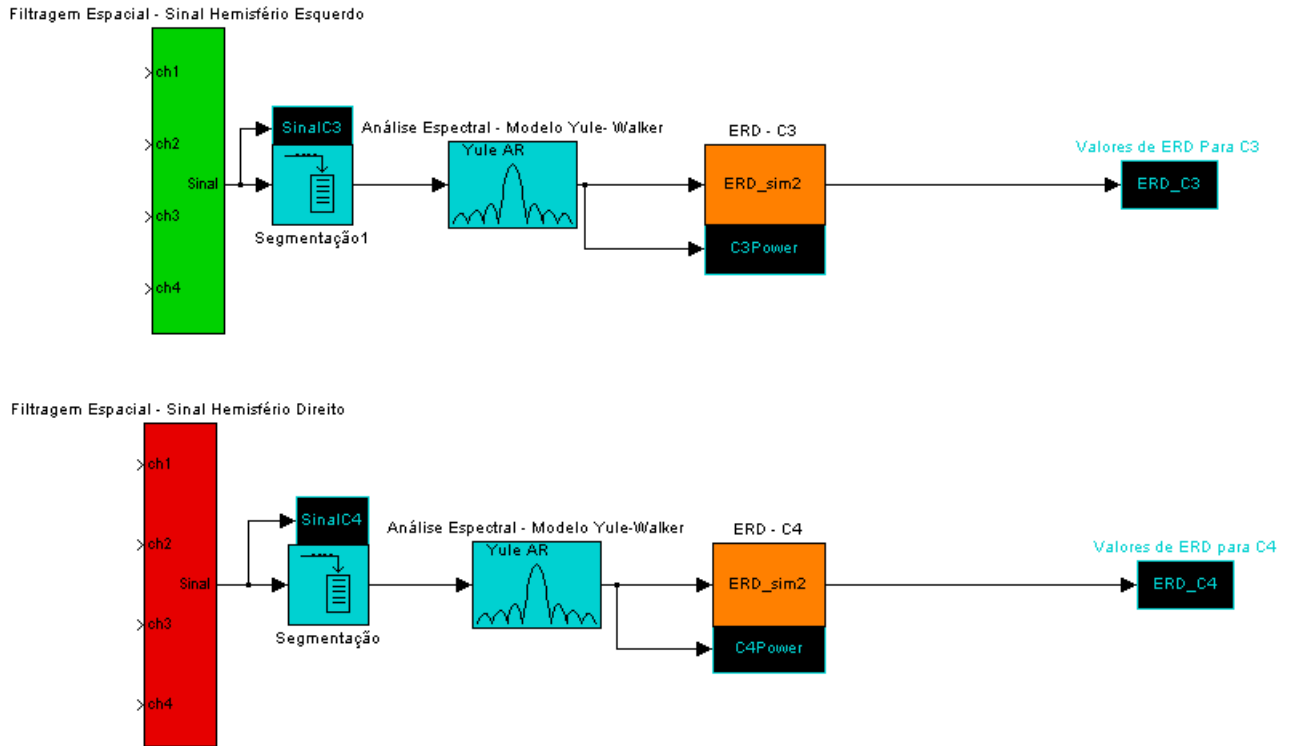 Filtragem Espacial - Sinal Hemisfério Esquerdo
ch1
ch2
Sinal
ch3
ch4
SinalC3
Segmentação1
Análise Espectral - Modelo Yule- Walker
Yule AR
ERD - C3
ERD_sim2
C3Power
Valores de ERD Para C3
ERD_C3
Filtragem Espacial - Sinal Hemisfério Direito
ch1
ch2
Sinal
ch3
ch4
SinalC4
Segmentação
Análise Espectral - Modelo Yule-Walker
Yule AR
ERD - C4
ERD_sim2
C4Power
Valores de ERD para C4
ERD_C4